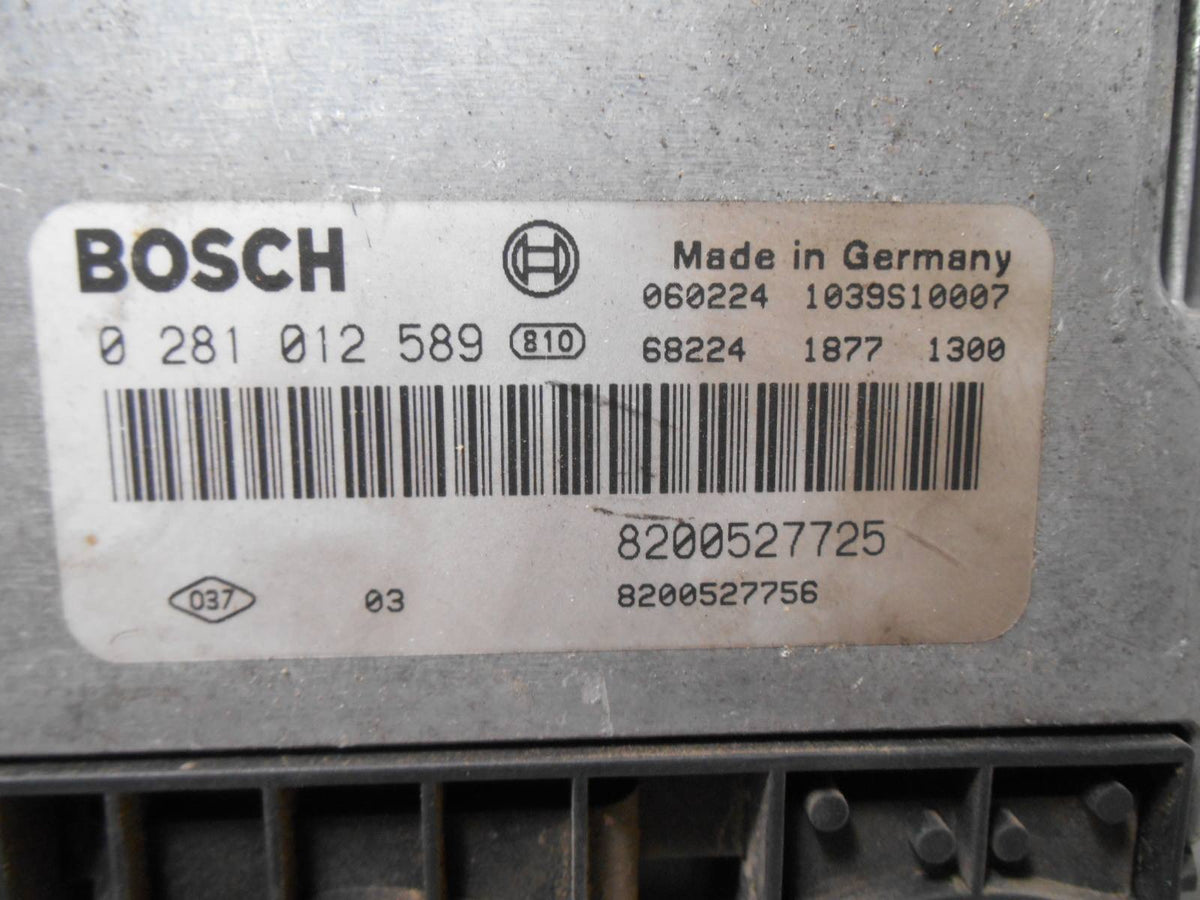 BOSCH
Made in Germany
060224 1039S10007
0 281 012 589 810 68224 1877 1300
8200527725
037 03 8200527756